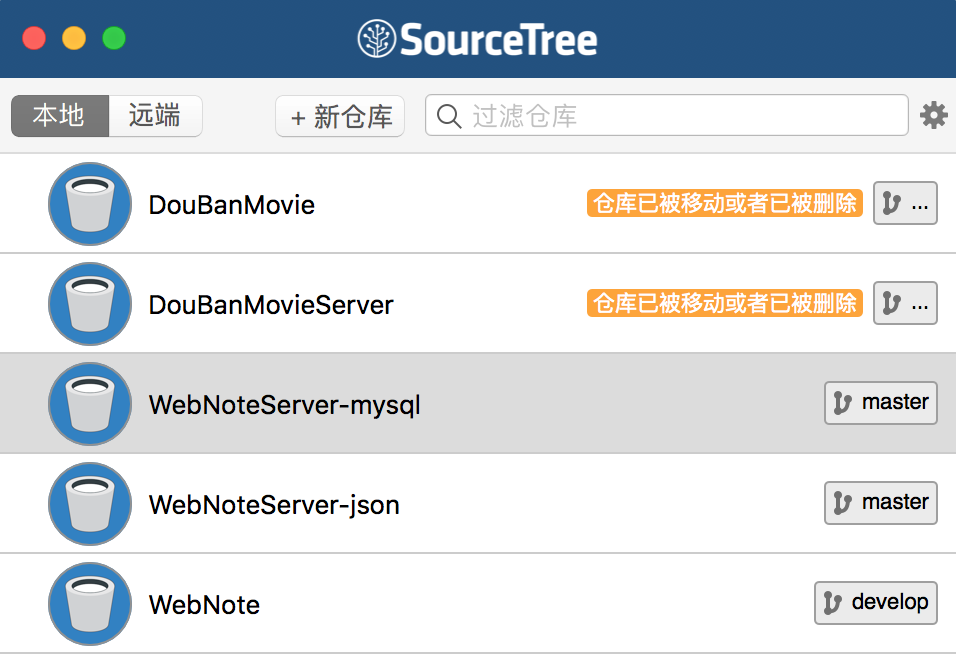 SourceTree
本地 远端 + 新仓库 过滤仓库
DouBanMovie 仓库已被移动或者已被删除 ...
DouBanMovieServer 仓库已被移动或者已被删除 ...
WebNoteServer-mysql master
WebNoteServer-json master
WebNote develop